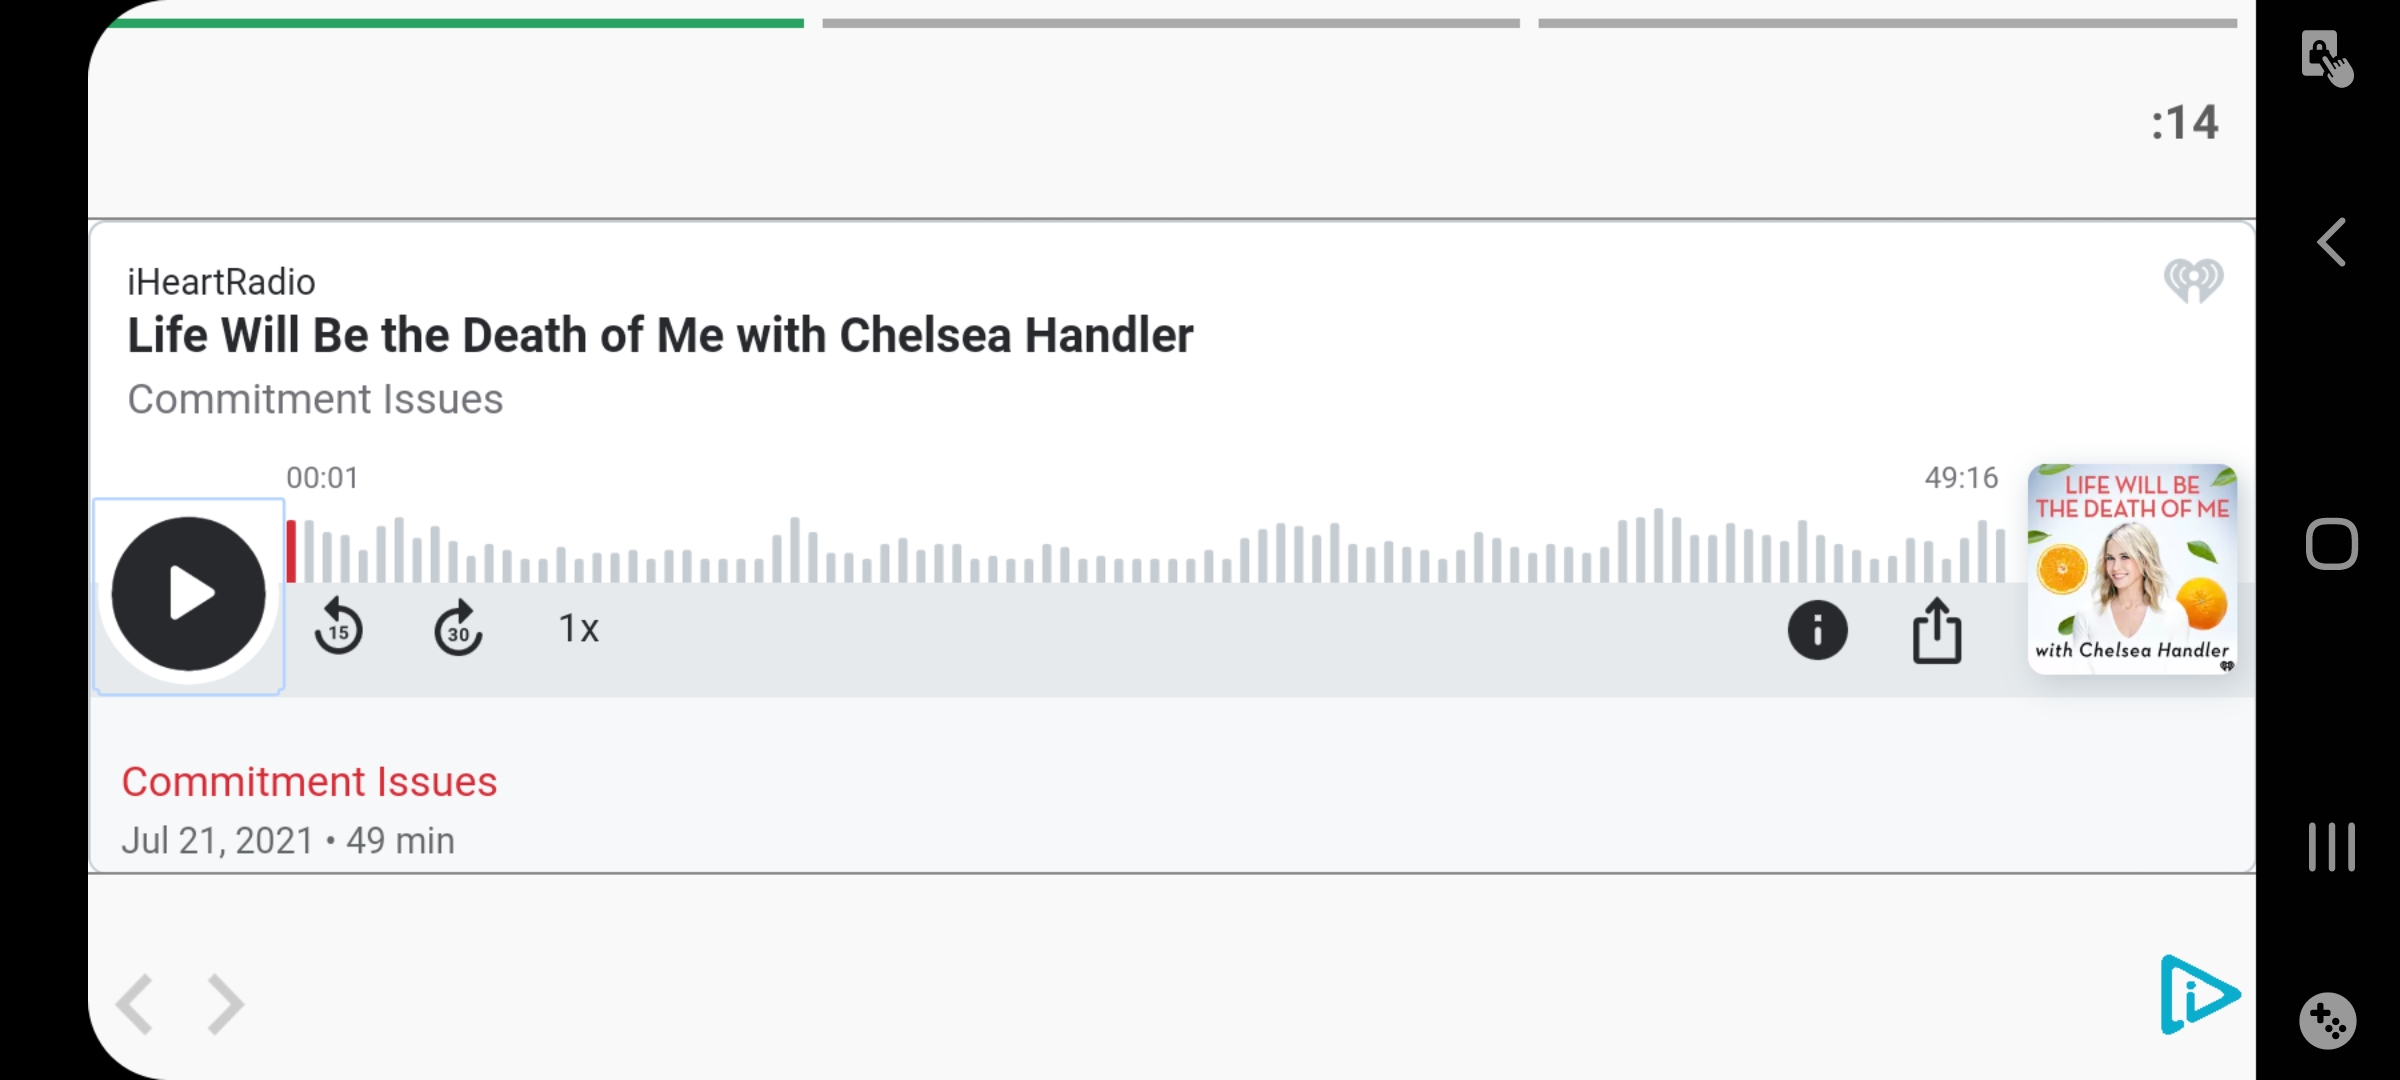 :14
iHeartRadio
Life Will Be the Death of Me with Chelsea Handler
Commitment Issues
00:01
49:16
LIFE WILL BE
THE DEATH OF ME
with Chelsea Handler
15
30
1x
Commitment Issues
Jul 21, 2021 • 49 min